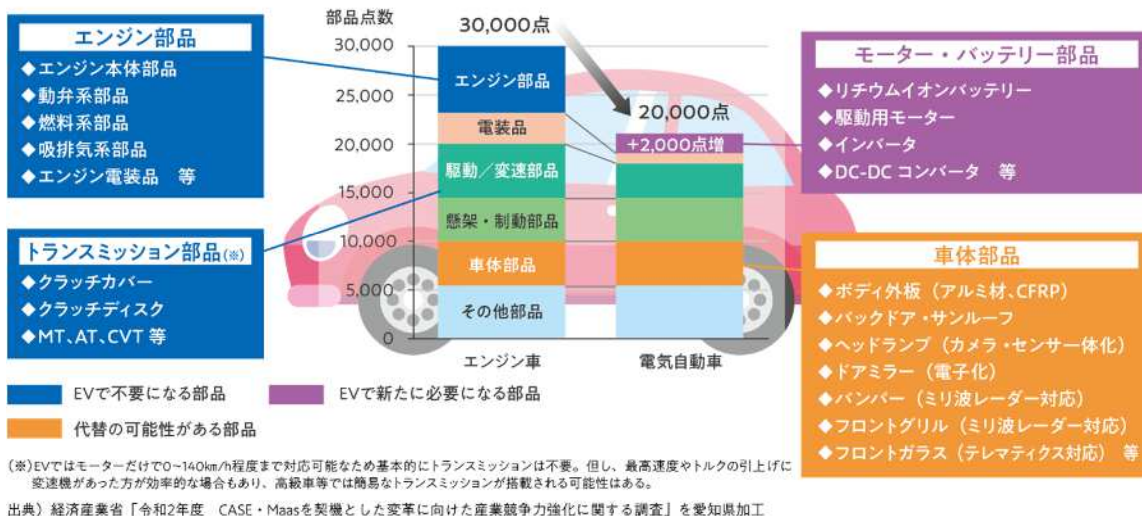 エンジン部品
◆エンジン本体部品
◆動弁系部品
◆燃料系部品
◆吸排気系部品
◆エンジン電装品　等
トランスミッション部品(※)
◆クラッチカバー
◆クラッチディスク
◆MT、AT、CVT 等
部品点数
30,000
25,000
20,000
15,000
10,000
5,000
0
30,000点
エンジン部品
電装品
駆動／変速部品
懸架・制動部品
車体部品
その他部品
エンジン車
20,000点
+2,000点増
電気自動車
モーター・バッテリー部品
◆リチウムイオンバッテリー
◆駆動用モーター
◆インバータ
◆DC-DC コンバータ　等
車体部品
◆ボディ外板（アルミ材、CFRP）
◆バックドア・サンルーフ
◆ヘッドランプ（カメラ・センサー体化）
◆ドアミラー（電子化）
◆バンパー（ミリ波レーダー対応）
◆フロントグリル（ミリ波レーダー対応）
◆フロントガラス（テレマティクス対応）等
EVで不要になる部品
EVで新たに必要になる部品
代替の可能性がある部品
(※)EVではモーターだけで0~140km/h程度まで対応可能なため基本的にトランスミッションは不要。但し、最高速度やトルクの引上げに
変速機があった方が効率的な場合もあり、高級車等では簡易なトランスミッションが搭載される可能性はある。
出典）経済産業省「令和2年度　CASE・Maasを契機とした変革に向けた産業競争力強化に関する調査」を愛知県加工